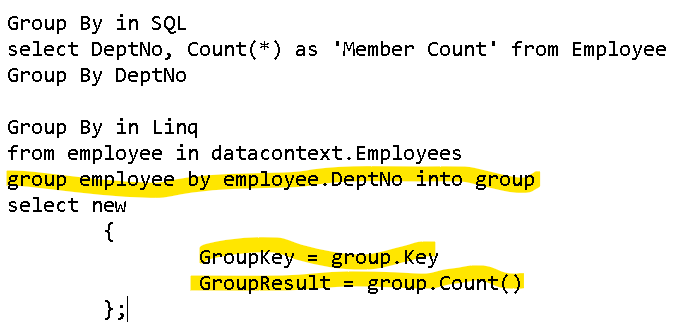 Group By in SQL
select DeptNo, Count(*) as 'Member Count' from Employee
Group By DeptNo
Group By in Linq
from employee in datacontext.Employees
group employee by employee.DeptNo into group
select new
{
GroupKey = group.Key
GroupResult = group.Count()
};